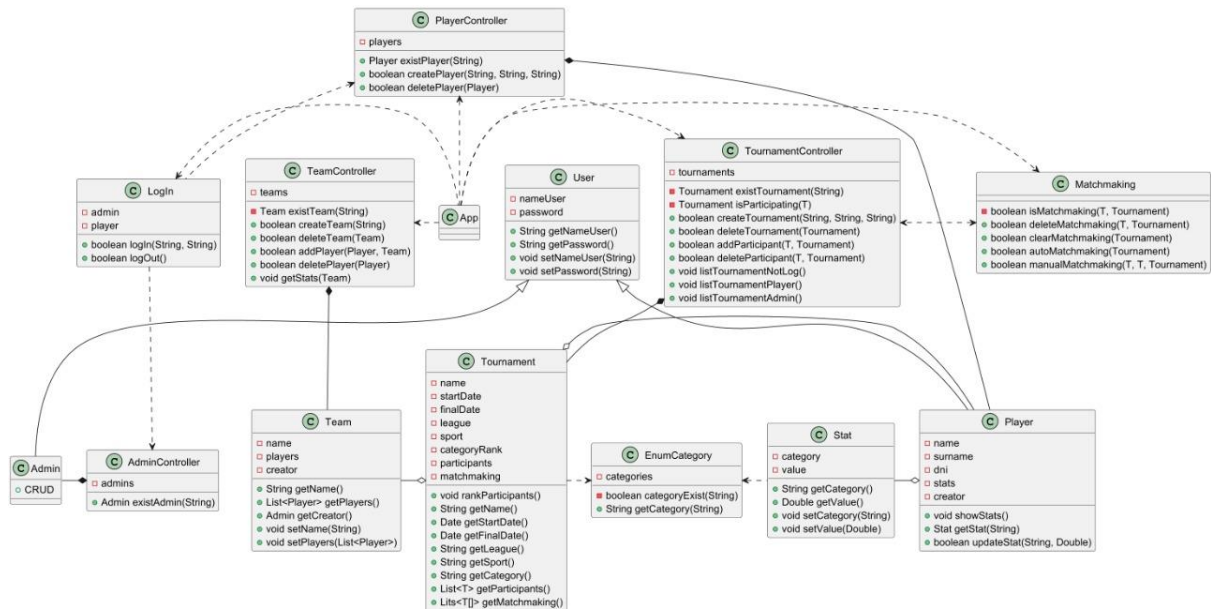 C PlayerController
players
Player existPlayer(String)
boolean createPlayer(String, String, String)
boolean deletePlayer(Player)
C LogIn
admin
player
boolean logIn(String, String)
boolean logOut()
C TeamController
teams
Team existTeam(String)
boolean createTeam(String)
boolean deleteTeam(Team)
boolean addPlayer(Player, Team)
boolean deletePlayer(Player)
void getStats(Team)
C App
C User
nameUser
password
String getNameUser()
String getPassword()
void setNameUser(String)
void setPassword(String)
C TournamentController
tournaments
Tournament existTournament(String)
Tournament isParticipating(T)
boolean createTournament(String, String, String)
boolean deleteTournament(Tournament)
boolean addParticipant(T, Tournament)
boolean deleteParticipant(T, Tournament)
void listTournamentNotLog()
void listTournamentPlayer()
void listTournamentAdmin()
C Matchmaking
boolean isMatchmaking(T, Tournament)
boolean deleteMatchmaking(T, Tournament)
boolean clearMatchmaking(Tournament)
boolean autoMatchmaking(Tournament)
boolean manualMatchmaking(T, T, Tournament)
C Admin
CRUD
C AdminController
admins
Admin existAdmin(String)
C Team
name
players
creator
String getName()
List<Player> getPlayers()
Admin getCreator()
void setName(String)
void setPlayers(List<Player>)
C Tournament
name
startDate
finalDate
league
sport
categoryRank
participants
matchmaking
void rankParticipants()
String getName()
Date getStartDate()
Date getFinalDate()
String getLeague()
String getSport()
String getCategory()
List<T> getParticipants()
Lits<T[]> getMatchmaking()
C EnumCategory
categories
boolean categoryExist(String)
String getCategory(String)
C Stat
category
value
String getCategory()
Double getValue()
void setCategory(String)
void setValue(Double)
C Player
name
surname
dni
stats
creator
void showStats()
Stat getStat(String)
boolean updateStat(String, Double)